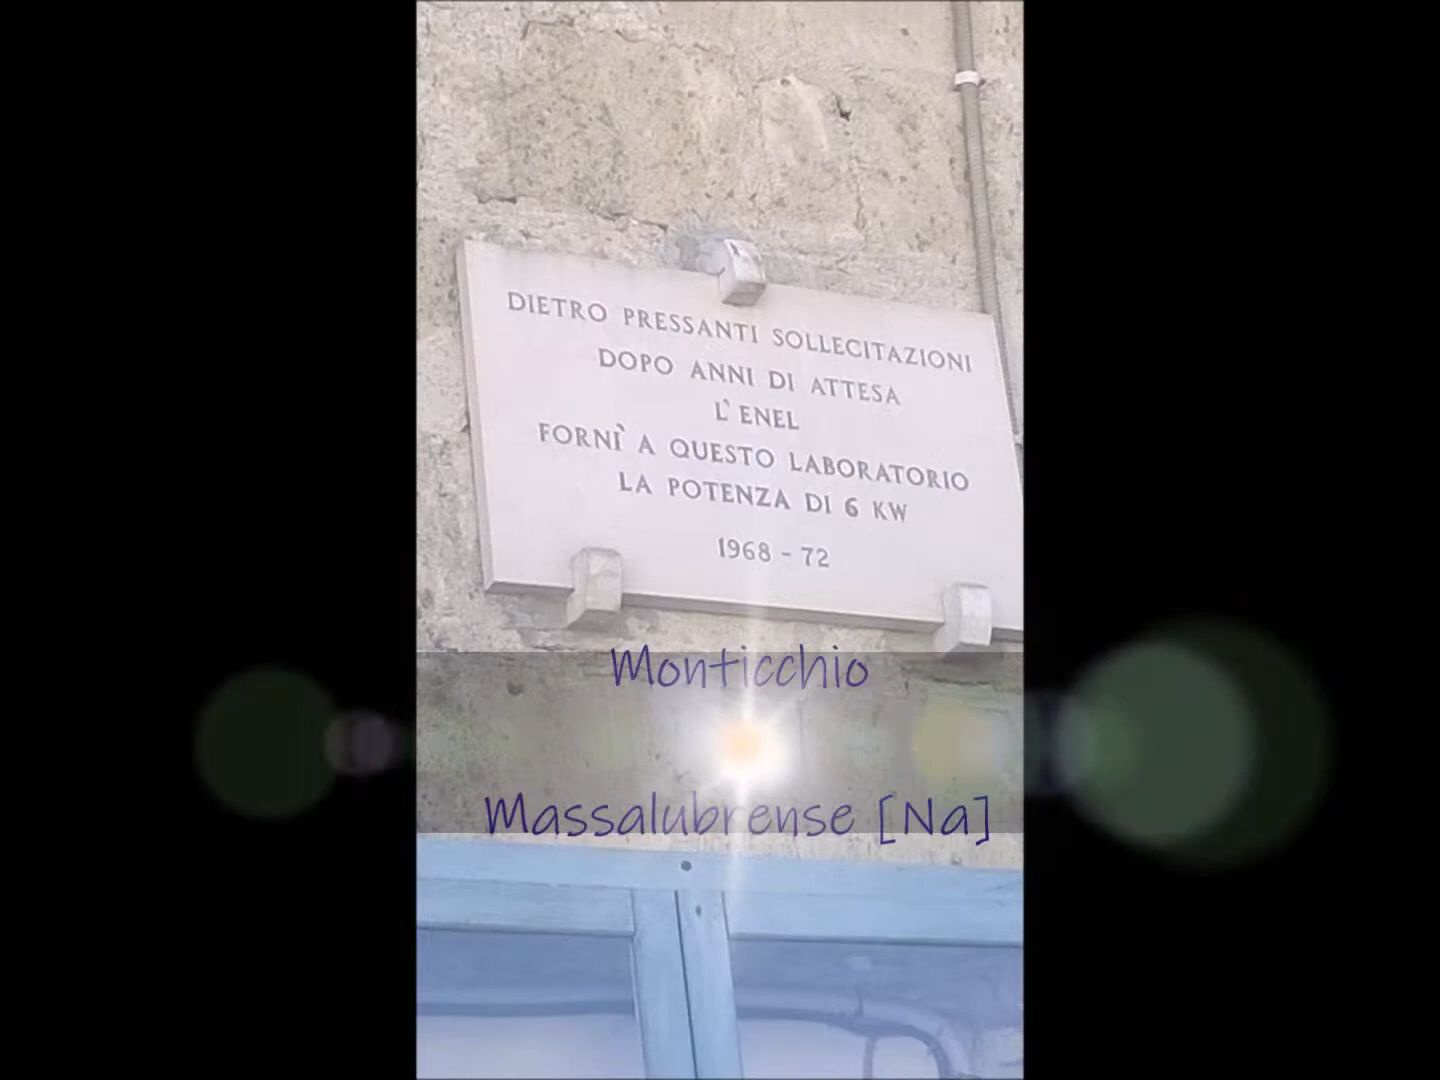 DIETRO PRESSANTI SOLLECITAZIONI
DOPO ANNI DI ATTESA
L` ENEL
FORNÌ A QUESTO LABORATORIO
LA POTENZA DI 6 KW
1968 - 72
Monticchio
Massalubrense [Na]